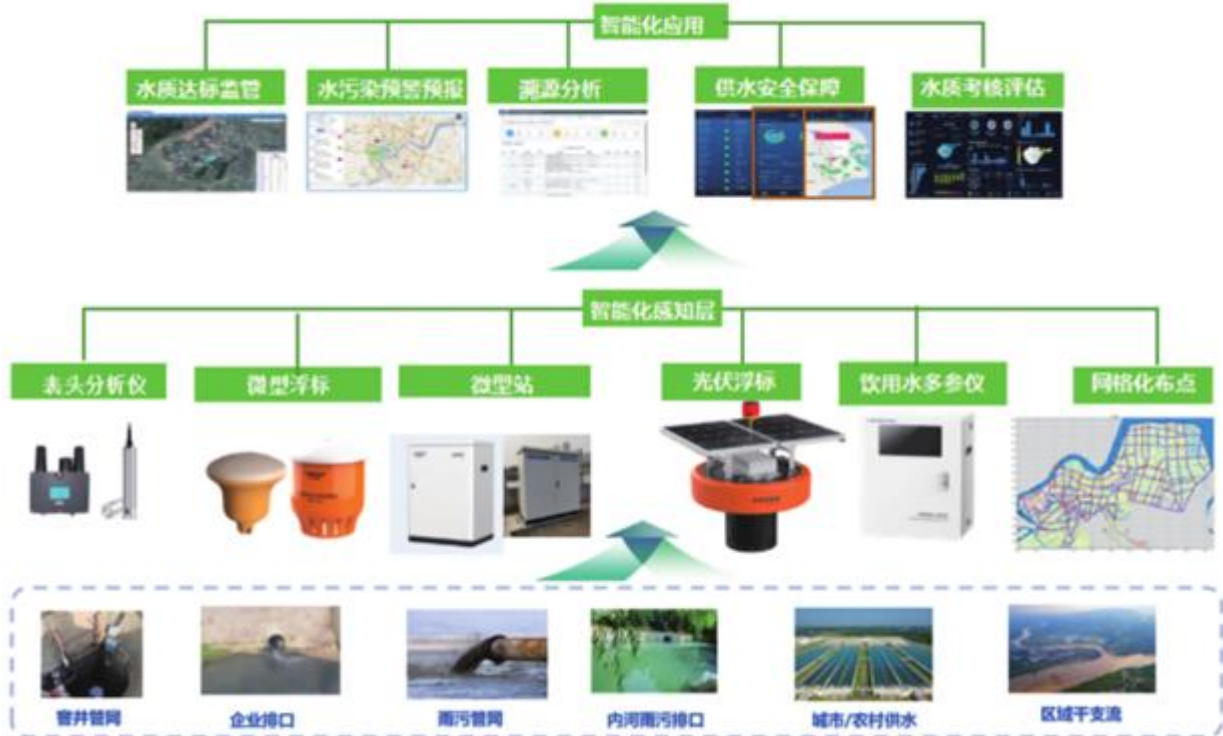 智能化应用
水质达标监管
水污染预警预报
溯源分析
供水安全保障
水质考核评估
智能化感知层
表头分析仪
微型浮标
微型站
光伏浮标
饮用水多参仪
网格化布点
窨井管网
企业排口
雨污管网
内河雨污排口
城市/农村供水
区域干支流